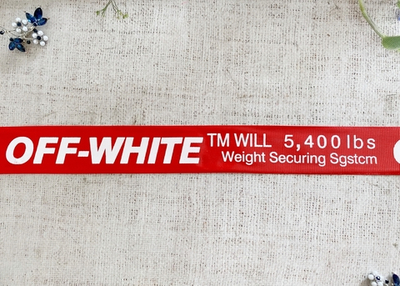 OFF-WHITE
TM WILL 5,400lbs
Weight Securing Sgstcm